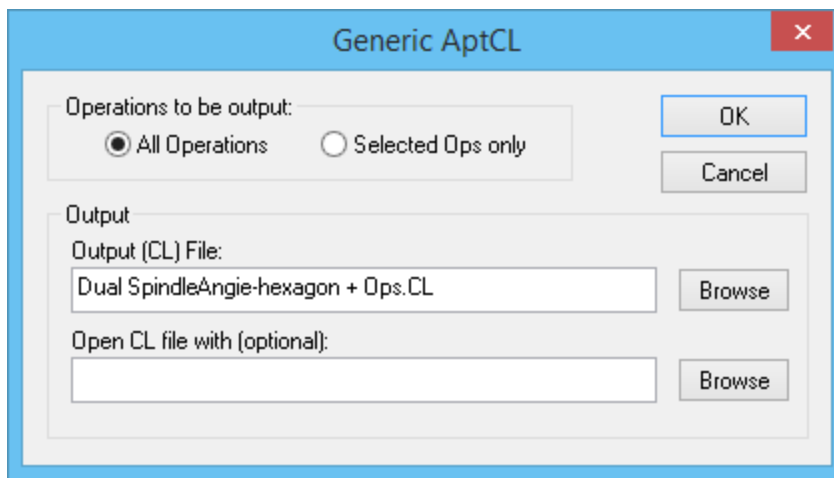 Generic AptCL
Operations to be output:
All Operations
Selected Ops only
OK
Cancel
Output
Output (CL) File:
Dual SpindleAngie-hexagon + Ops.CL
Browse
Open CL file with (optional):
Browse